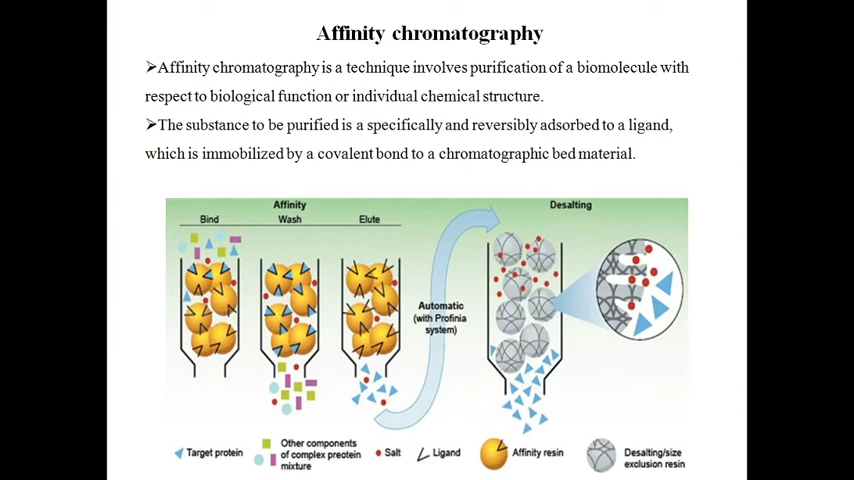 Affinity chromatography
➢Affinity chromatography is a technique involves purification of a biomolecule with
respect to biological function or individual chemical structure.
➢The substance to be purified is a specifically and reversibly adsorbed to a ligand,
which is immobilized by a covalent bond to a chromatographic bed material.
Affinity
Desalting
Bind
Wash
Elute
Automatic
(with Profinia
system)
Target protein
Other components
of complex preotein
mixture
Salt
Ligand
Affinity resin
Desalting/size
exclusion resin